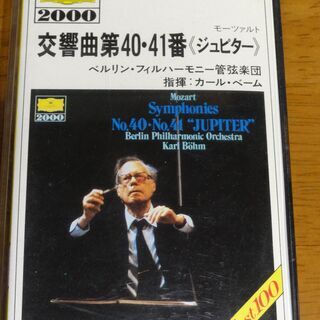 2000
モーツァルト
交響曲第40・41番《ジュピター》
ベルリン・フィルハーモニー管弦楽団
指揮：カール・ベーム
2000
Mozart
Symphonies
No.40・No.41 "JUPITER"
Berlin Philharmonic Orchestra
Karl Böhm
100